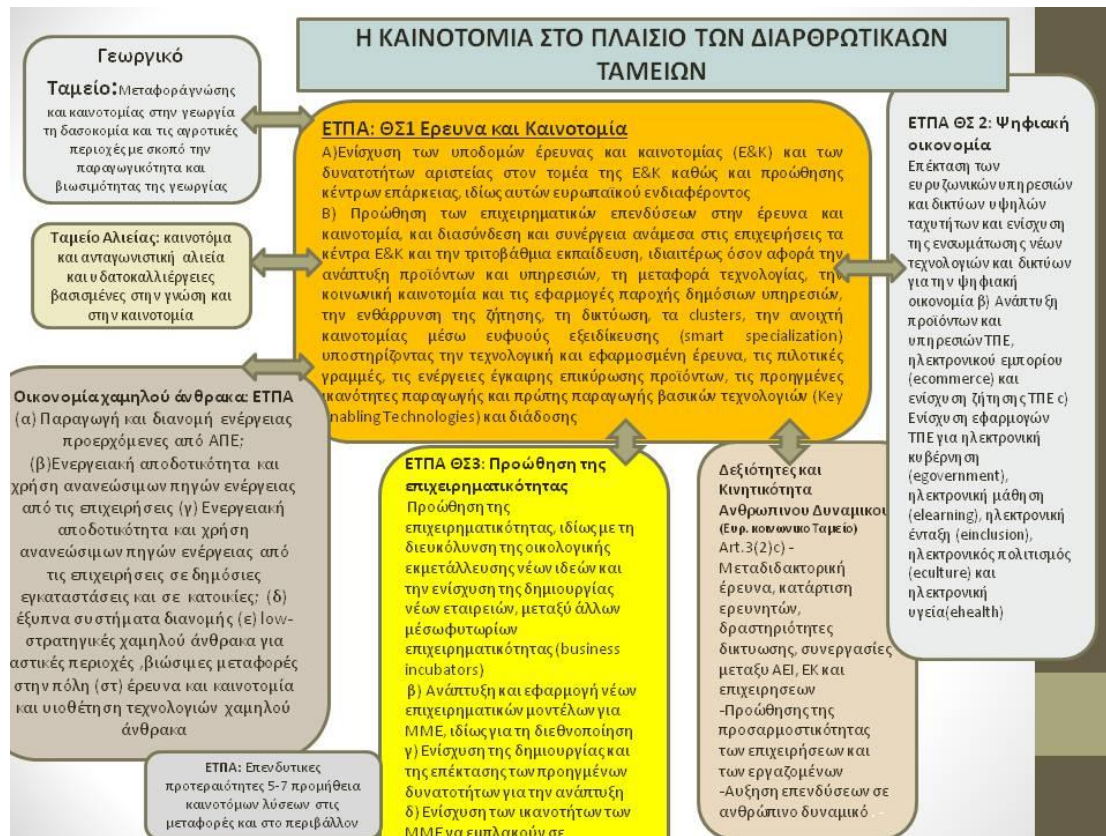 Η ΚΑΙΝΟΤΟΜΙΑ ΣΤΟ ΠΛΑΙΣΙΟ ΤΩΝ ΔΙΑΡΘΡΩΤΙΚΑΩΝ
ΤΑΜΕΙΩΝ
Γεωργικό
Ταμείο:Μεταφοράγνώσης
και καινοτομίας στην γεωργία
τη δασοκομία και τις αγροτικές
περιοχές με σκοπό την
παραγωγικότητα και
βιωσιμότητας της γεωργίας
Ταμείο Αλιείας: καινοτόμα
και ανταγωνιστική αλιεία
και υδατοκαλλιέργειες
βασισμένες στην γνώση και
στην καινοτομία
Οικονομία χαμηλού άνθρακα: ΕΤΠΑ
(α) Παραγωγή και διανομή ενέργειας
προερχόμενες από ΑΠΕ;
(β)Ενεργειακή αποδοτικότητα και
χρήση ανανεώσιμων πηγών ενέργειας
από τις επιχειρήσεις (γ) Ενεργειακή
αποδοτικότητα και χρήση
ανανεώσιμων πηγών ενέργειας από
τις επιχειρήσεις σε δημόσιες
εγκαταστάσεις και σε κατοικίες; (δ)
έξυπνα συστήματα διανομής (ε) low-
στρατηγικές χαμηλού άνθρακα για
αστικές περιοχές ,βιώσιμες μεταφορές
στην πόλη (στ) έρευνα και καινοτομία
και υιοθέτηση τεχνολογιών χαμηλού
άνθρακα
ΕΤΠΑ: Επενδυτικες
προτεραιότητες 5-7 προμήθεια
καινοτόμων λύσεων στις
μεταφορές και στο περιβάλλον
ΕΤΠΑ: ΘΣ1 Ερευνα και Καινοτομία
Α)Ενίσχυση των υποδομών έρευνας και καινοτομίας (Ε&Κ) και των
δυνατοτήτων αριστείας στον τομέα της Ε&Κ καθώς και προώθησης
κέντρων επάρκειας, ιδίως αυτών ευρωπαϊκού ενδιαφέροντος
Β) Προώθηση των επιχειρηματικών επενδύσεων στην έρευνα και
καινοτομία, και διασύνδεση και συνέργεια ανάμεσα στις επιχειρήσεις τα
κέντρα Ε&Κ και την τριτοβάθμια εκπαίδευση, ιδιαιτέρως όσον αφορά την
ανάπτυξη προϊόντων και υπηρεσιών, τη μεταφορά τεχνολογίας, την
κοινωνική καινοτομία και τις εφαρμογές παροχής δημόσιων υπηρεσιών,
την ενθάρρυνση της ζήτησης, τη δικτύωση, τα clusters, την ανοιχτή
καινοτομίας μέσω ευφυούς εξειδίκευσης (smart specialization)
υποστηρίζοντας την τεχνολογική και εφαρμοσμένη έρευνα, τις πιλοτικές
γραμμές, τις ενέργειες έγκαιρης επικύρωσης προϊόντων, τις προηγμένες
ικανότητες παραγωγής και πρώτης παραγωγής βασικών τεχνολογιών (Key
Enabling Technologies) και διάδοσης
ΕΤΠΑ ΘΣ3: Προώθηση της
επιχειρηματικότητας
Προώθηση της
επιχειρηματικότητας, ιδίως με τη
διευκόλυνση της οικολογικής
εκμετάλλευσης νέων ιδεών και
την ενίσχυση της δημιουργίας
νέων εταιρειών, μεταξύ άλλων
μέσωφυτωρίων
επιχειρηματικότητας (business
incubators)
β) Ανάπτυξη και εφαρμογή νέων
επιχειρηματικών μοντέλων για
ΜΜΕ, ιδίως για τη διεθνοποίηση
γ) Ενίσχυση της δημιουργίας και
της επέκτασης των προηγμένων
δυνατοτήτων για την ανάπτυξη
δ) Ενίσχυση των ικανοτήτων των
ΜΜΕ να εμπλακούν σε
Δεξιότητες και
Κινητικότητα
Ανθρωπινου Δυναμικού
(Ευρ. κοινωνικο Ταμείο)
Art.3(2)c) -
Μεταδιδακτορική
έρευνα, κατάρτιση
ερευνητών,
δραστηριότητες
δικτυωσης, συνεργασίες
μεταξυ ΑΕΙ, ΕΚ και
επιχειρησεων
-Προώθησης της
προσαρμοστικότητας
των επιχειρήσεων και
των εργαζομένων
-Αυξηση επενδύσεων σε
ανθρώπινο δυναμικό .-
ΕΤΠΑ ΘΣ 2: Ψηφιακή
οικονομία
Επέκταση των
ευρυζωνικών υπηρεσιών
και δικτύων υψηλών
ταχυτήτων και ενίσχυση
της ενσωμάτωσης νέων
τεχνολογιών και δικτύων
για την ψηφιακή
οικονομία β) Ανάπτυξη
προϊόντων και
υπηρεσιών ΤΠΕ,
ηλεκτρονικού εμπορίου
(ecommerce) και
ενίσχυση ζήτησης ΤΠΕ c)
Ενίσχυση εφαρμογών
ΤΠΕ για ηλεκτρονική
κυβέρνηση
(egovernment),
ηλεκτρονική μάθηση
(elearning), ηλεκτρονική
ένταξη (einclusion),
ηλεκτρονικός πολιτισμός
(eculture) και
ηλεκτρονική
υγεία(ehealth)